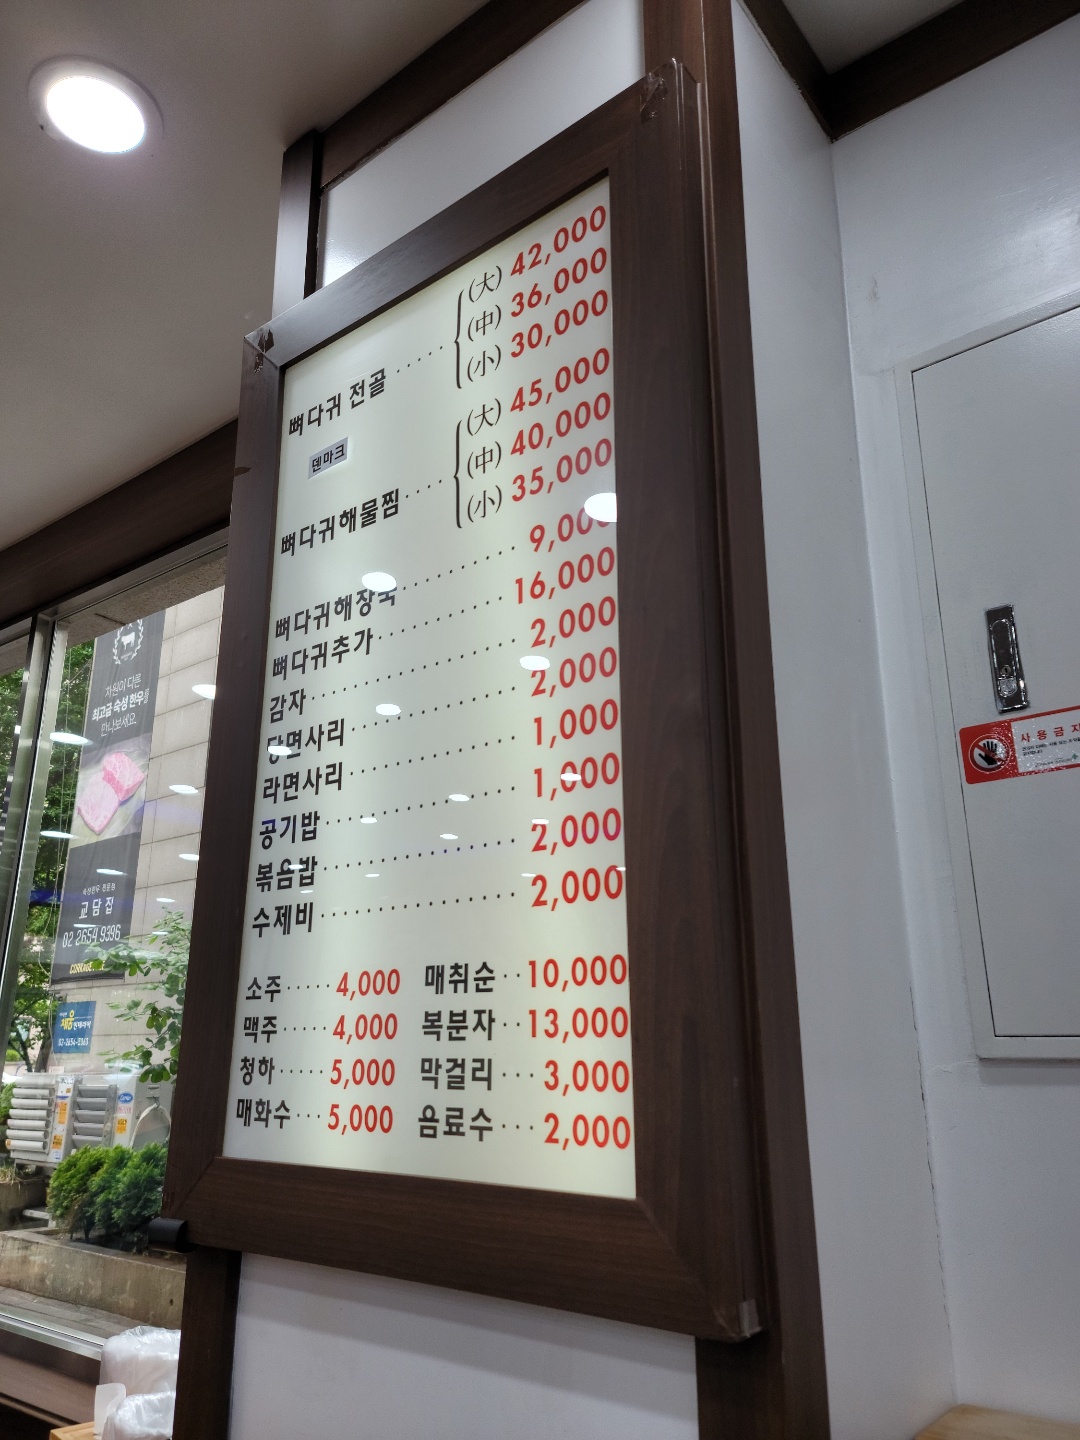 뼈다귀 전골 ······ (大) 42,000
(中) 36,000
(小) 30,000
덴마크
뼈다귀해물찜 ····· (大) 45,000
(中) 40,000
(小) 35,000
뼈다귀해장국 ········· 9,000
뼈다귀추가 ·········· 16,000
감자 ················ 2,000
당면사리 ············· 2,000
라면사리 ············· 1,000
공기밥 ··············· 1,000
볶음밥 ··············· 2,000
수제비 ··············· 2,000
소주 ····· 4,000 매취순 ·· 10,000
맥주 ····· 4,000 복분자 ·· 13,000
청하 ····· 5,000 막걸리 ··· 3,000
매화수 ··· 5,000 음료수 ··· 2,000
차원이 다른
최고급 숙성 한우를
만나보세요.
교담집
02 2654 9396
02-2654-2363
사용금지